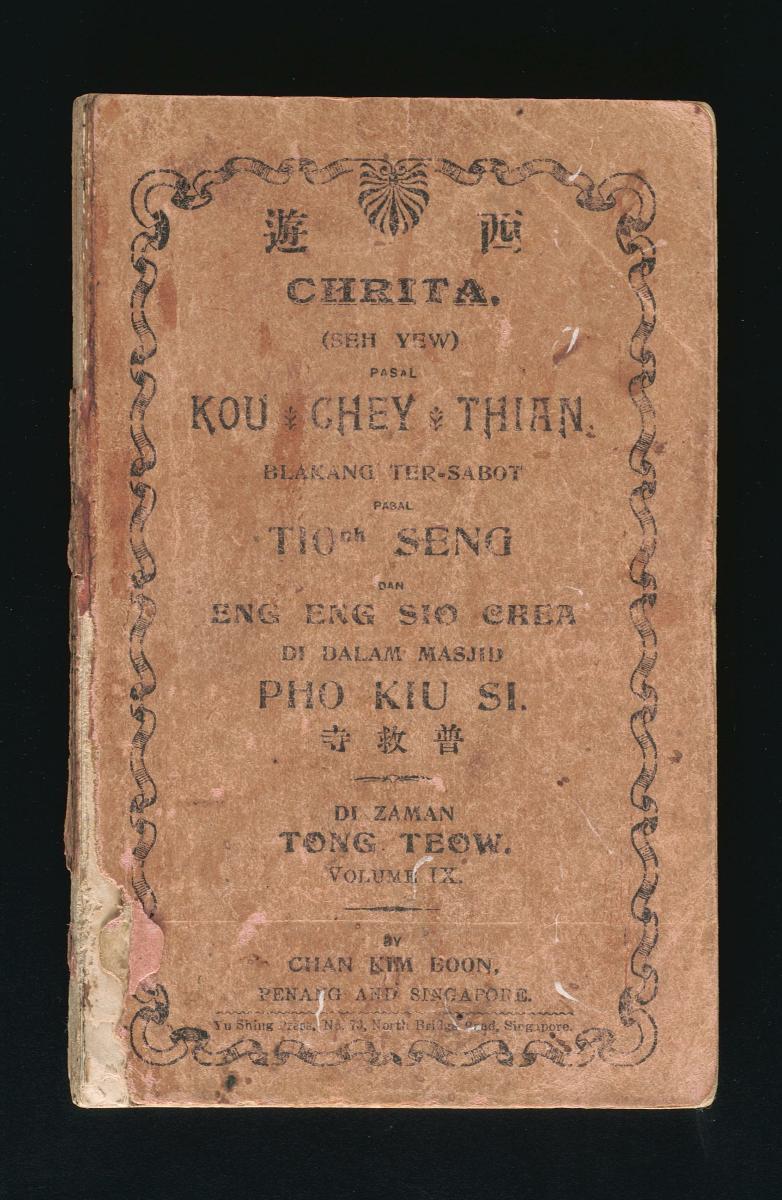 西 遊
CHRITA.
(SEH YEW)
PASAL
KOU CHEY THIAN.
BLAKANG TER-SABOT
PASAL
TIOnh SENG
DAN
ENG ENG SIO CHEA
DI DALAM MASJID
PHO KIU SI.
普 救 寺
DI ZAMAN
TONG TEOW.
VOLUME IX.
BY
CHAN KIM BOON,
PENANG AND SINGAPORE.
Yu Shing Press, No. 73, North Bridge Road, Singapore.